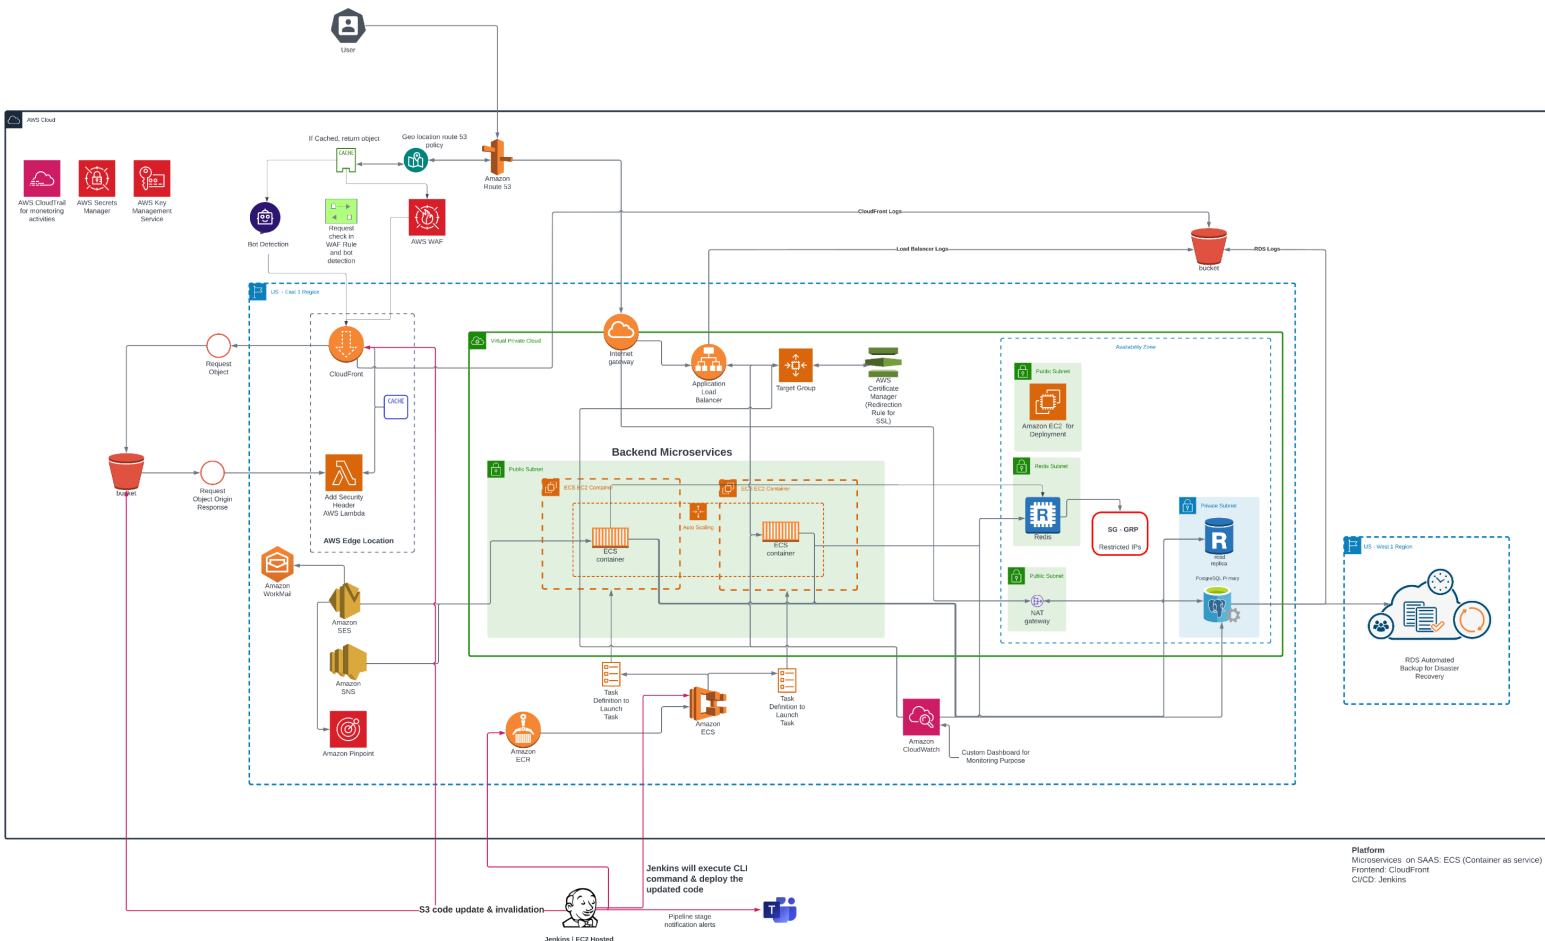 User
AWS Cloud
If Cached, return object
Geo location route 53
policy
CACHE
Amazon
Route 53
AWS CloudTrail
for monetoring
activities
AWS Secrets
Manager
AWS Key
Management
Service
Bot Detection
Request
check in
WAF Rule
and bot
detection
AWS WAF
CloudFront Logs
Load Balancer Logs
RDS Logs
bucket
US - East 1 Region
Request
Object
CloudFront
CACHE
bucket
Request
Object Origin
Response
Add Security
Header
AWS Lambda
AWS Edge Location
Virtual Private Cloud
Internet
gateway
Application
Load
Balancer
Target Group
AWS
Certificate
Manager
(Redirection
Rule for
SSL)
Availability Zone
Public Subnet
Amazon EC2 for
Deployment
Backend Microservices
Public Subnet
ECS EC2 Container
ECS EC2 Container
Auto Scaling
ECS
container
ECS
container
Redis Subnet
R
Redis
SG - GRP
Restricted IPs
Private Subnet
R
read
replica
PostgreSQL Primary
Public Subnet
NAT
gateway
US - West 1 Region
RDS Automated
Backup for Disaster
Recovery
Amazon
WorkMail
Amazon
SES
Amazon
SNS
Amazon Pinpoint
Task
Definition to
Launch
Task
Task
Definition to
Launch
Task
Amazon
ECS
Amazon
ECR
Amazon
CloudWatch
Custom Dashboard for
Monitoring Purpose
Platform
Microservices on SAAS: ECS (Container as service)
Frontend: CloudFront
CI/CD: Jenkins
Jenkins will execute CLI
command & deploy the
updated code
S3 code update & invalidation
Pipeline stage
notification alerts
T
Jenkins | EC2 Hosted